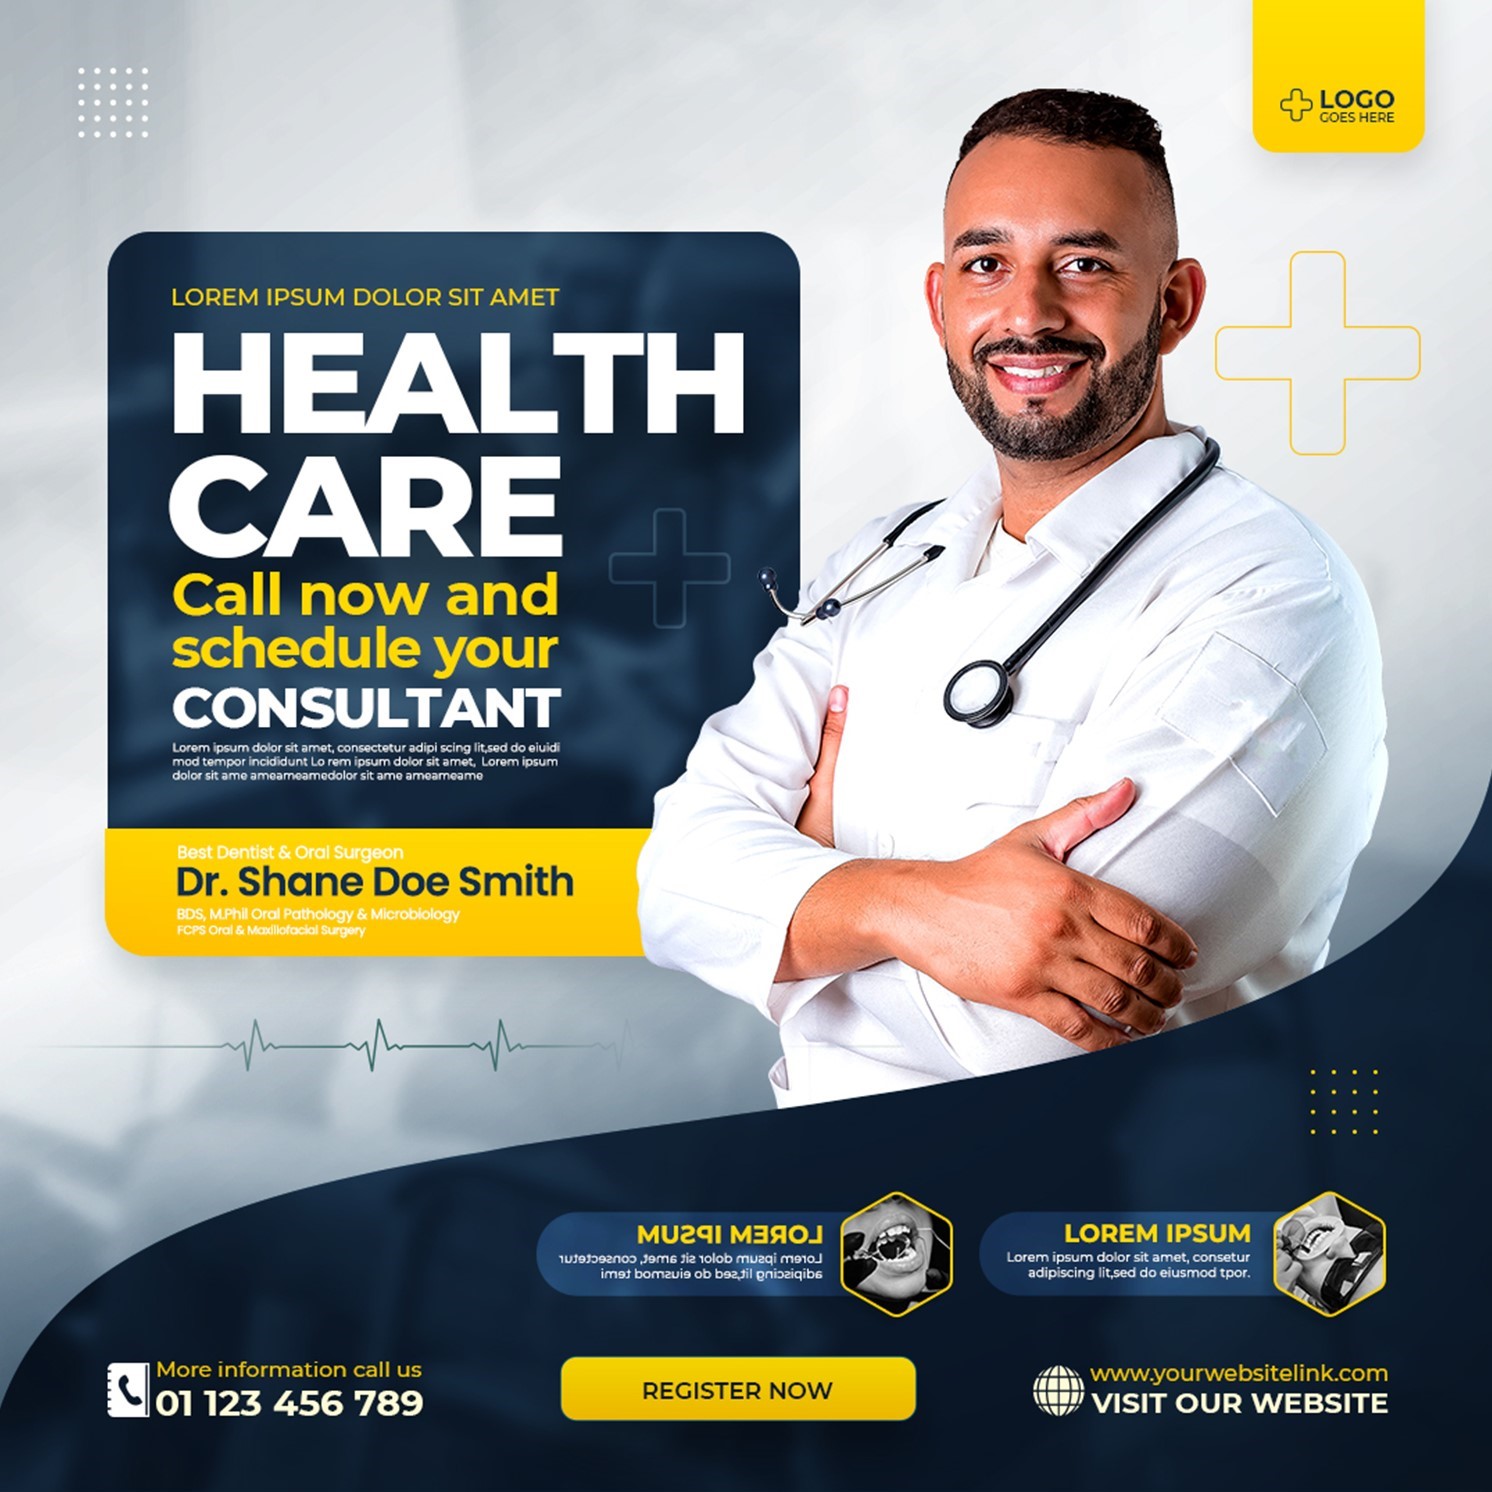 LOGO
GOES HERE
LOREM IPSUM DOLOR SIT AMET
HEALTH
CARE
Call now and
schedule your
CONSULTANT
Lorem ipsum dolor sit amet, consectetur adipi scing lit,sed do eiuidi
mod tempor incididunt Lo rem ipsum dolor sit amet, Lorem ipsum
dolor sit ame ameameamedolor sit ame ameameame
Best Dentist & Oral Surgeon
Dr. Shane Doe Smith
BDS, M.Phil Oral Pathology & Microbiology
FCPS Oral & Maxillofacial Surgery
LOREM IPSUM
Lorem ipsum dolor sit amet, consectetur
adipiscing lit,sed do eiusmod temi
LOREM IPSUM
Lorem ipsum dolor sit amet, consetur
adipiscing lit,sed do eiusmod tpor.
More information call us
01 123 456 789
REGISTER NOW
www.yourwebsitelink.com
VISIT OUR WEBSITE